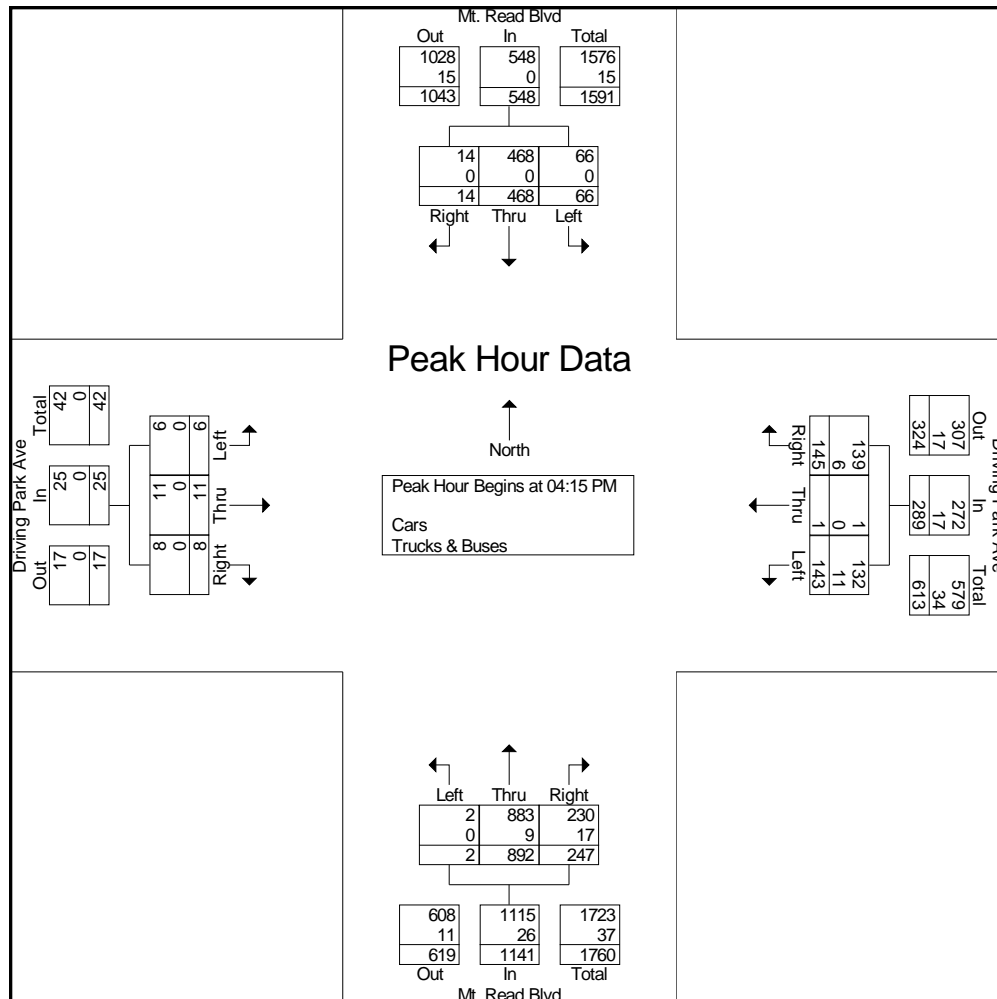 Mt. Read Blvd
Out In Total
1028 548 1576
15 0 15
1043 548 1591
14 468 66
0 0 0
14 468 66
Right Thru Left
Peak Hour Data
North
Peak Hour Begins at 04:15 PM
Cars
Trucks & Buses
Driving Park Ave
Out In Total
17 25 42
0 0 0
17 25 42
Left Thru Right
6 11 8
0 0 0
6 11 8
Driving Park Ave
Out In Total
307 272 579
17 17 34
324 289 613
139 1 132
6 0 11
145 1 143
Right Thru Left
Left Thru Right
2 883 230
0 9 17
2 892 247
608 1115 1723
11 26 37
619 1141 1760
Out In Total
Mt. Read Blvd